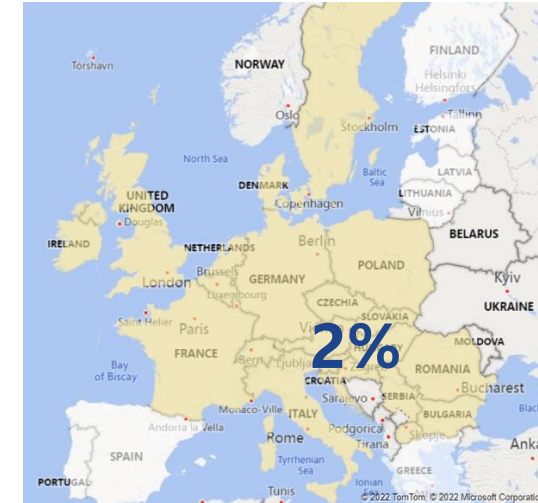 NORWAY
FINLAND
Tórshavn
Helsinki
Helsingfors
Oslo
Stockholm
Tallinn
ESTONIA
North Sea
Baltic
Sea
LATVIA
DENMARK
Copenhagen
LITHUANIA
UNITED
KINGDOM
Vilnius
Douglas
BELARUS
IRELAND
NETHERLANDS
Berlin
POLAND
London
Brussels
GERMANY
Kyiv
Luxembourg
CZECHIA
UKRAINE
Saint Helier
Paris
SLOVAKIA
2%
MOLDOVA
FRANCE
Bern
Bay
of Biscay
CROATIA
ROMANIA
Sarajevo
SERBIA
Bucharest
Monaco-Ville
ITALY
BULGARIA
Andorra la Vella
Podgorica
Skopje
Rome
Tirana
SPAIN
Tyrrhenian
Sea
GREECE
PORTUGAL
Tunis
Ionian
Sea
© 2022 TomTom, © 2022 Microsoft Corporatio